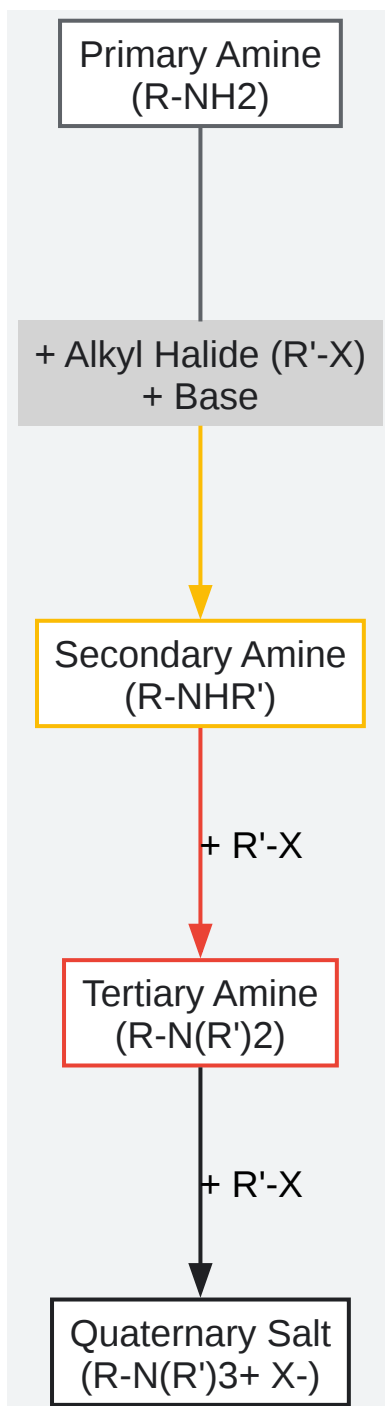 Primary Amine
(R-NH2)
+ Alkyl Halide (R'-X)
+ Base
Secondary Amine
(R-NHR')
+ R'-X
Tertiary Amine
(R-N(R')2)
+ R'-X
Quaternary Salt
(R-N(R')3+ X-)